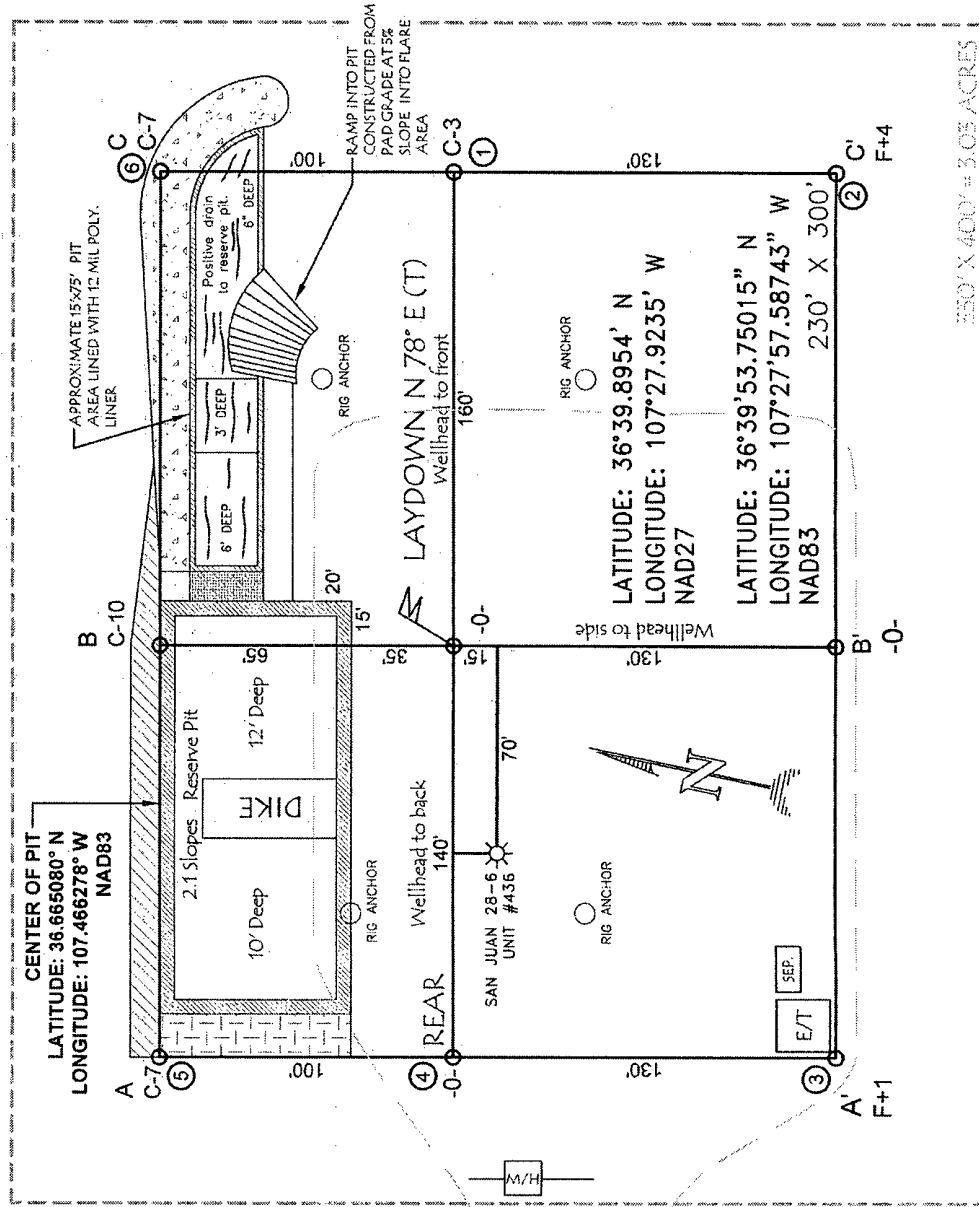 CENTER OF PIT
LATITUDE: 36.665080° N
LONGITUDE: 107.466278° W
NAD83
APPROXIMATE 15'x75' PIT
AREA LINED WITH 12 MIL POLY.
LINER
A
C-7
5
B
C-10
6
C
C-7
2.1 Slopes Reserve Pit
10' Deep
DIKE
12' Deep
65'
6' DEEP
3' DEEP
Positive drain
to reserve pit.
6" DEEP
RAMP INTO PIT
CONSTRUCTED FROM
PAD GRADE AT 5%
SLOPE INTO FLARE
AREA
100'
100'
20'
15'
35'
RIG ANCHOR
RIG ANCHOR
REAR
Wellhead to back
LAYDOWN N 78° E (T)
Wellhead to front
4
-0-
140'
-0-
160'
C-3
1
15'
70'
SAN JUAN 28-6
UNIT
#436
RIG ANCHOR
RIG ANCHOR
N
130'
130'
Wellhead to side
130'
LATITUDE: 36°39.8954' N
LONGITUDE: 107°27.9235' W
NAD27
LATITUDE: 36°39'53.75015" N
LONGITUDE: 107°27'57.58743" W
NAD83
230' X 300'
SEP.
E/T
H/W
3
A'
F+1
B'
-0-
2
C'
F+4
330' X 400' = 3.03 ACRES